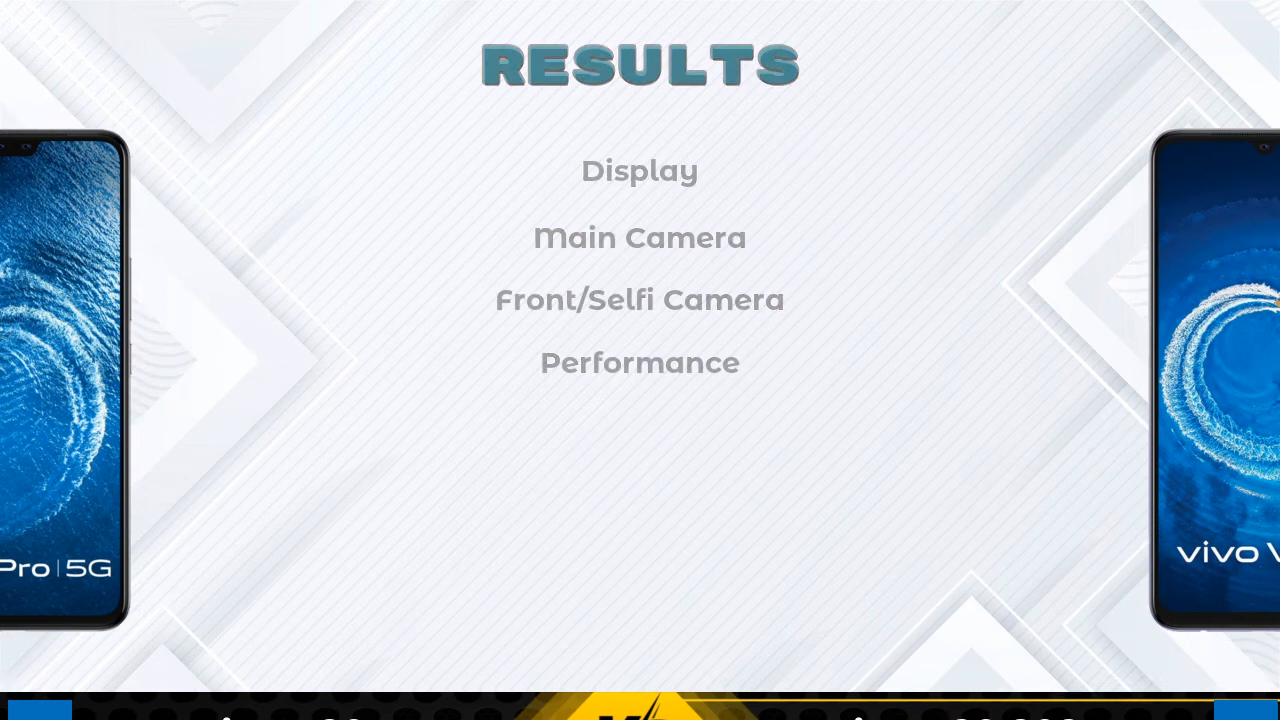 RESULTS
Display
Main Camera
Front/Selfi Camera
Performance
Pro | 5G
vivo